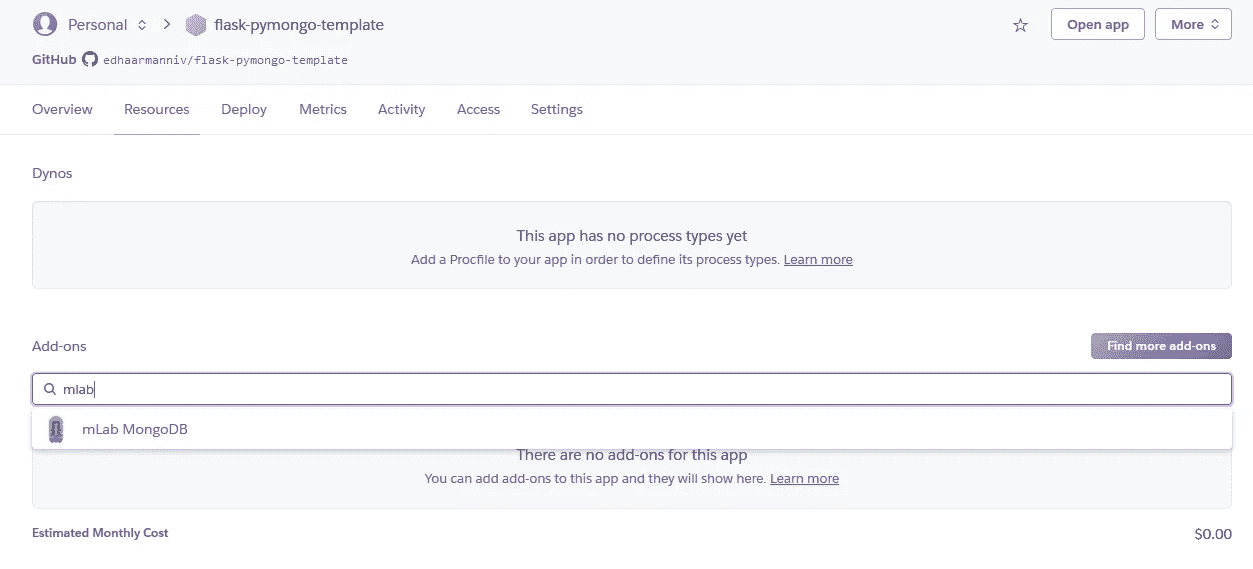 Personal flask-pymongo-template Open app More
GitHub edhaarmanniv/flask-pymongo-template
Overview Resources Deploy Metrics Activity Access Settings
Dynos
This app has no process types yet
Add a Procfile to your app in order to define its process types. Learn more
Add-ons Find more add-ons
mlab
mLab MongoDB
There are no add-ons for this app
You can add add-ons to this app and they will show here. Learn more
Estimated Monthly Cost $0.00